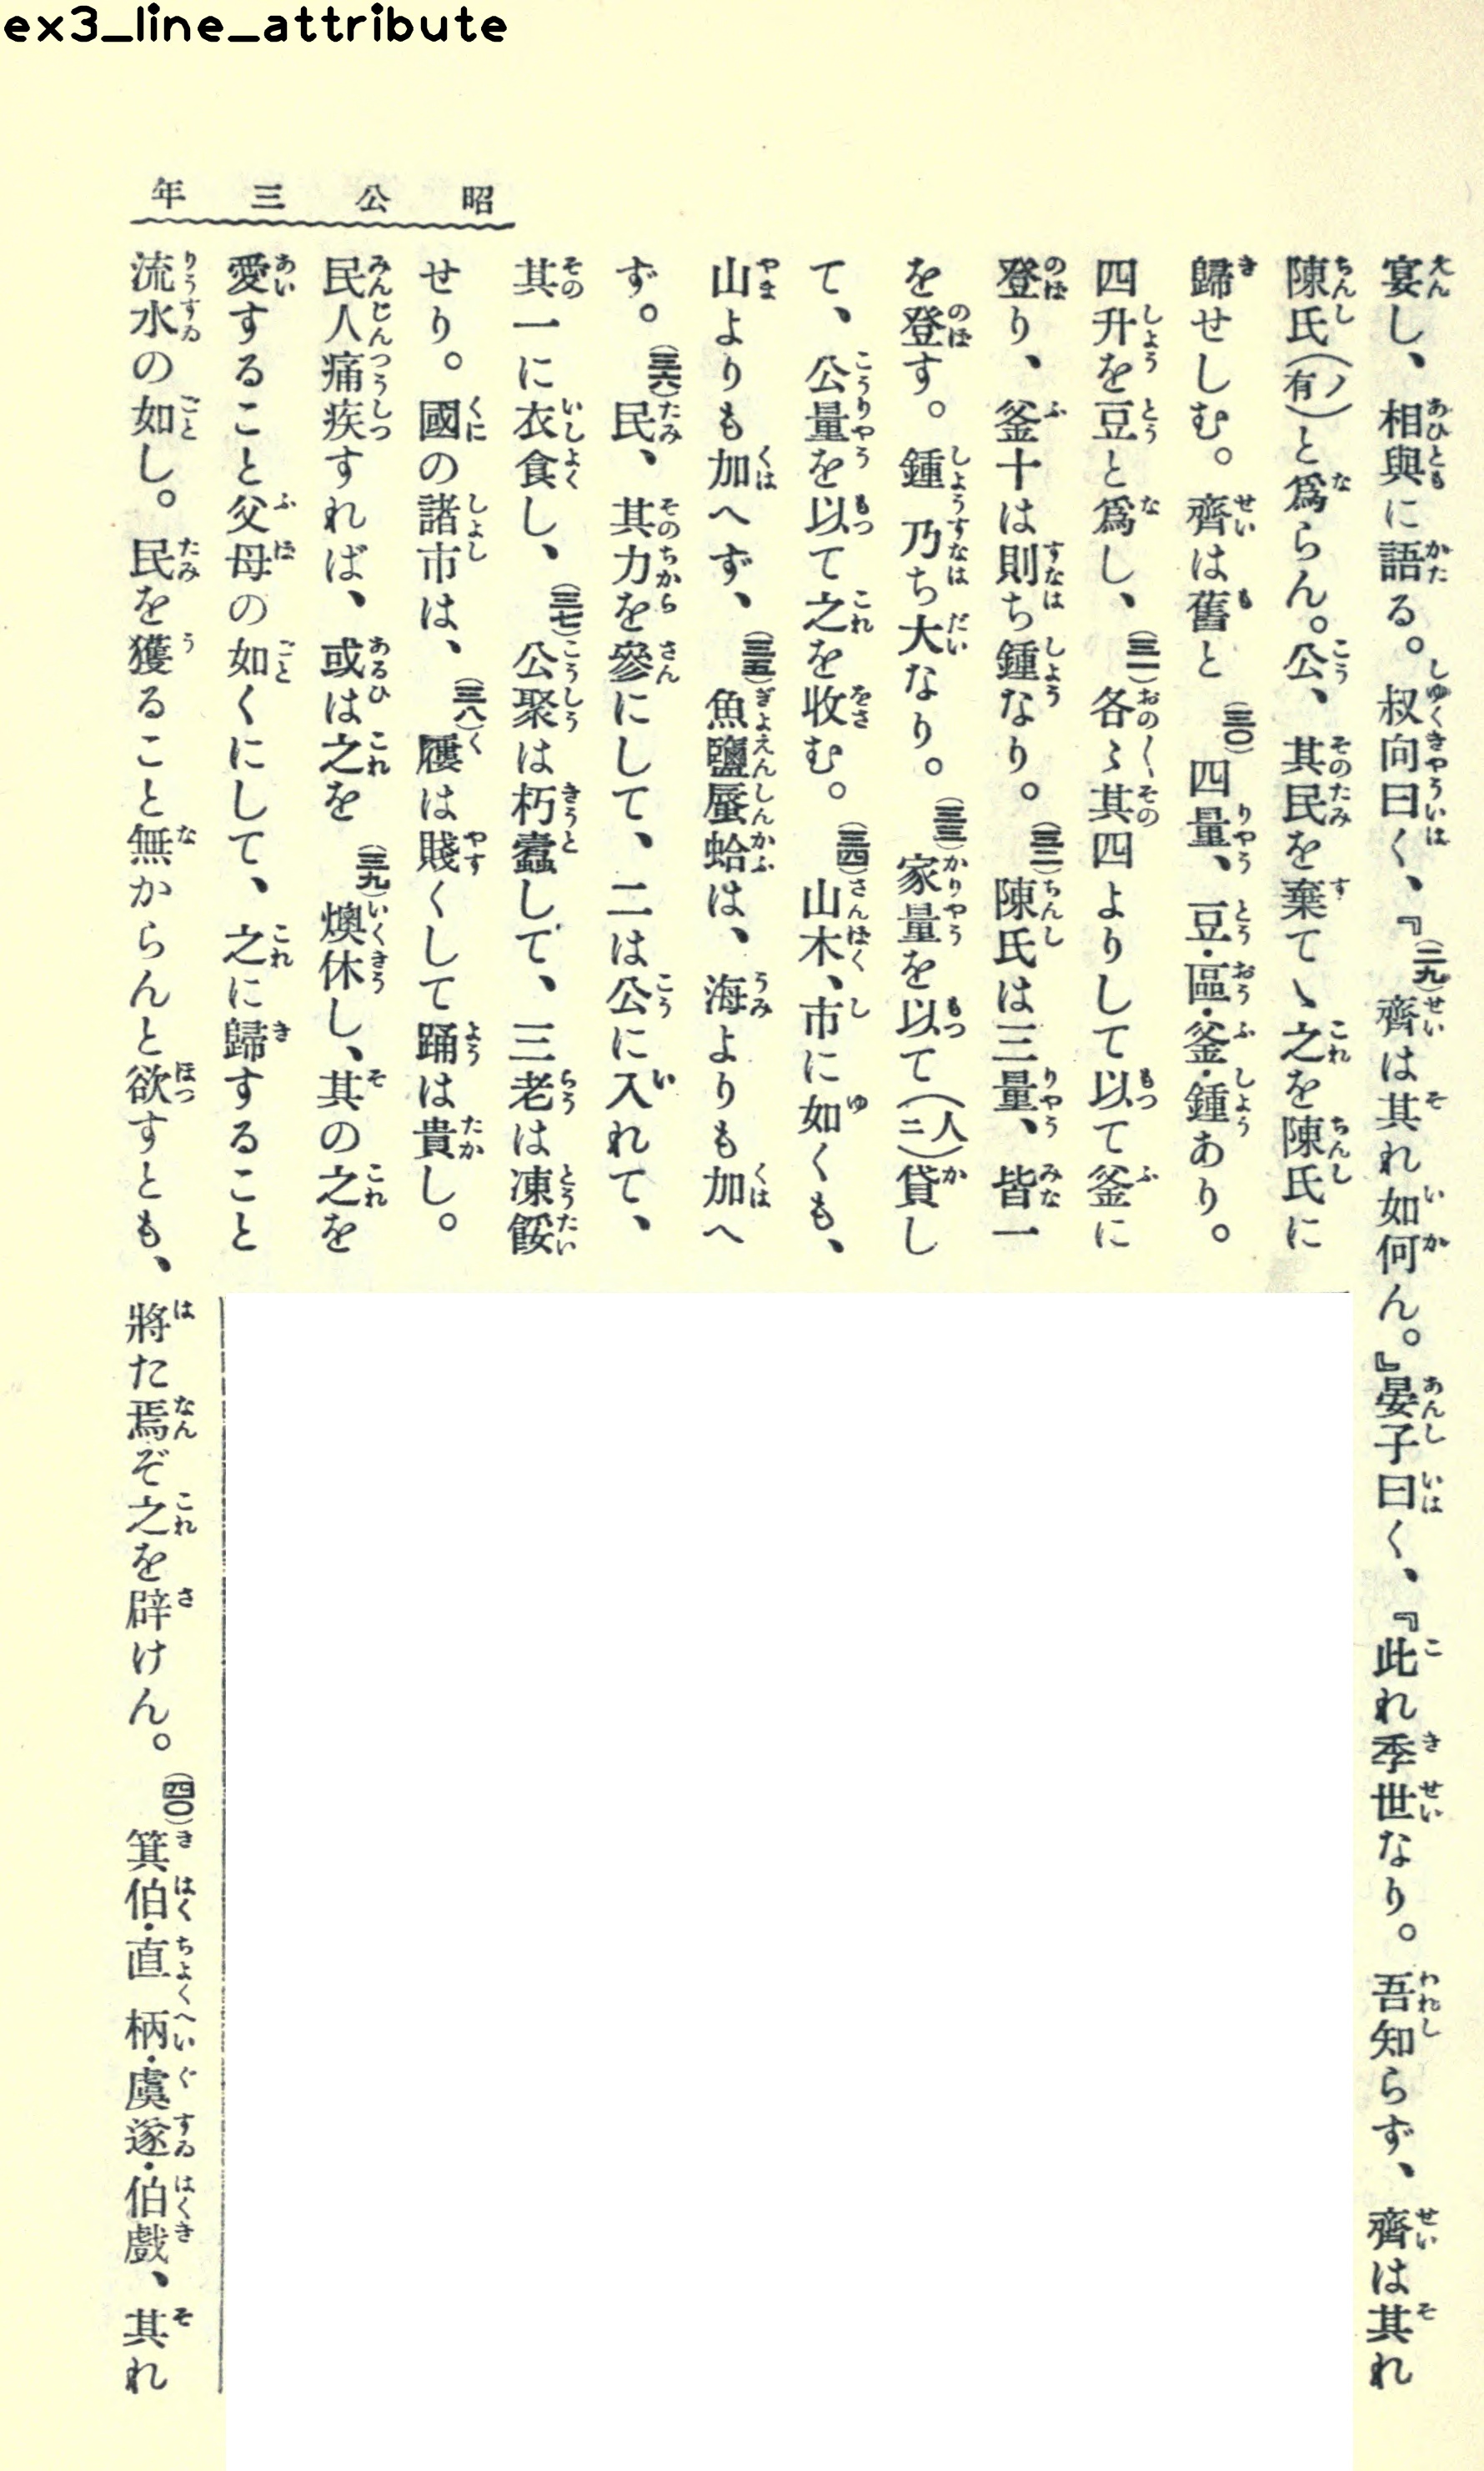 ex3_line_attribute
昭公三年
宴し、相與に語る。叔向曰く、『(二九)齊は其れ如何ん。』晏子曰く、『此れ季世なり。吾知らず、齊は其れ
陳氏(有ノ)と爲らん。公、其民を棄てゝ之を陳氏に
歸せしむ。齊は舊と(三〇)四量、豆・區・釜・鍾あり。
四升を豆と爲し、(三一)各〻其四よりして以て釜に
登り、釜十は則ち鍾なり。(三二)陳氏は三量、皆一
を登す。鍾乃ち大なり。(三三)家量を以て(人ニ)貸し
て、公量を以て之を收む。(三四)山木、市に如くも、
山よりも加へず、(三五)魚鹽蜃蛤は、海よりも加へ
ず。(三六)民、其力を參にして、二は公に入れて、
其一に衣食し、(三七)公聚は朽蠹して、三老は凍餒
せり。國の諸市は、(三八)屨は賤くして踊は貴し。
民人痛疾すれば、或は之を(三九)燠休し、其の之を
愛すること父母の如くにして、之に歸すること
流水の如し。民を獲ること無からんと欲すとも、將た焉ぞ之を辟けん。(四〇)箕伯・直柄・虞遂・伯戲、其れ